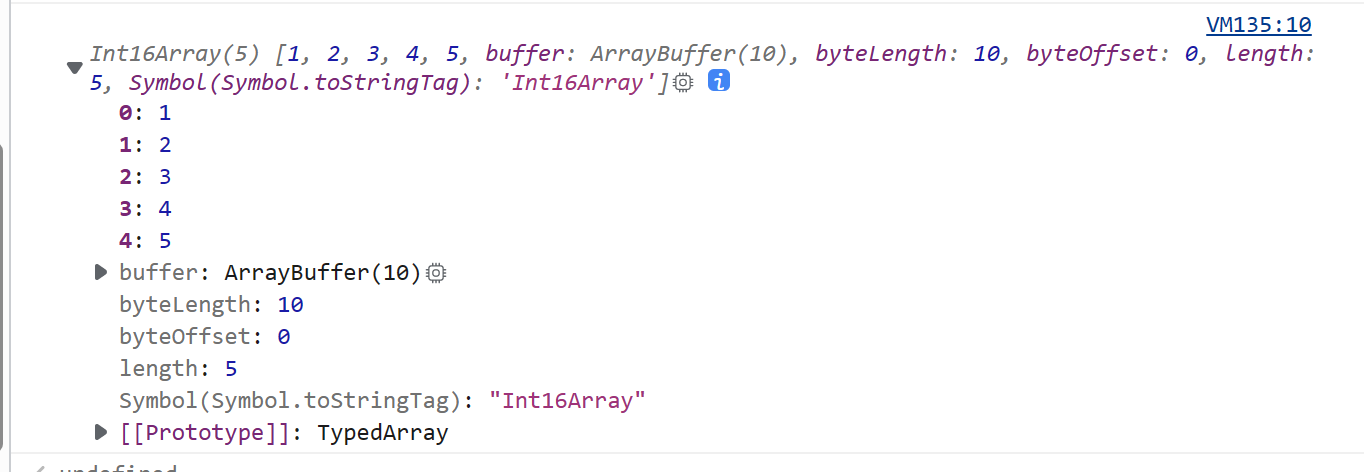 VM135:10
Int16Array(5) [1, 2, 3, 4, 5, buffer: ArrayBuffer(10), byteLength: 10, byteOffset: 0, length:
5, Symbol(Symbol.toStringTag): 'Int16Array']
0: 1
1: 2
2: 3
3: 4
4: 5
buffer: ArrayBuffer(10)
byteLength: 10
byteOffset: 0
length: 5
Symbol(Symbol.toStringTag): "Int16Array"
[[Prototype]]: TypedArray
undefined